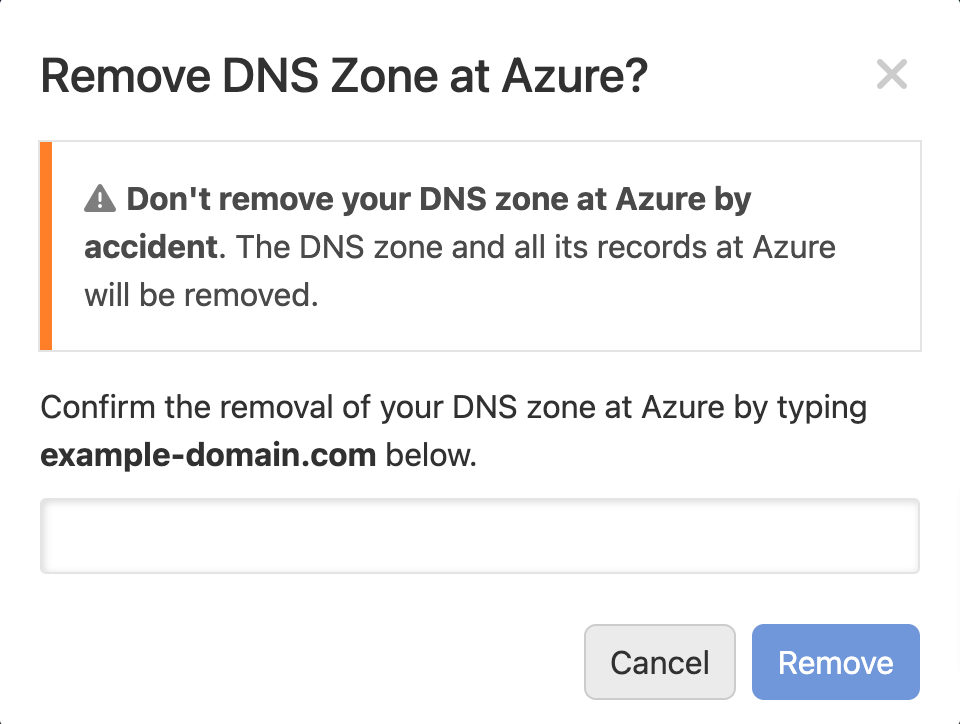 Remove DNS Zone at Azure?
Don't remove your DNS zone at Azure by
accident. The DNS zone and all its records at Azure
will be removed.
Confirm the removal of your DNS zone at Azure by typing
example-domain.com below.
Cancel
Remove